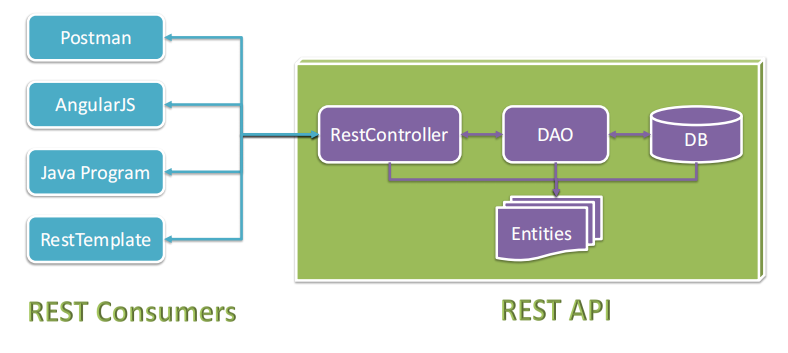 Postman
AngularJS
Java Program
RestTemplate
REST Consumers
RestController
DAO
DB
Entities
REST API